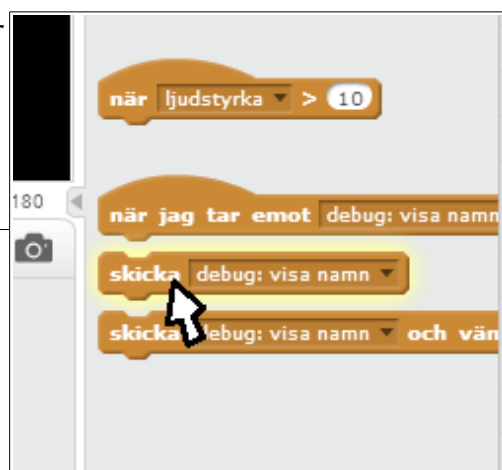 när ljudstyrka > 10
180
när jag tar emot debug: visa namn
skicka debug: visa namn
skicka debug: visa namn och vän